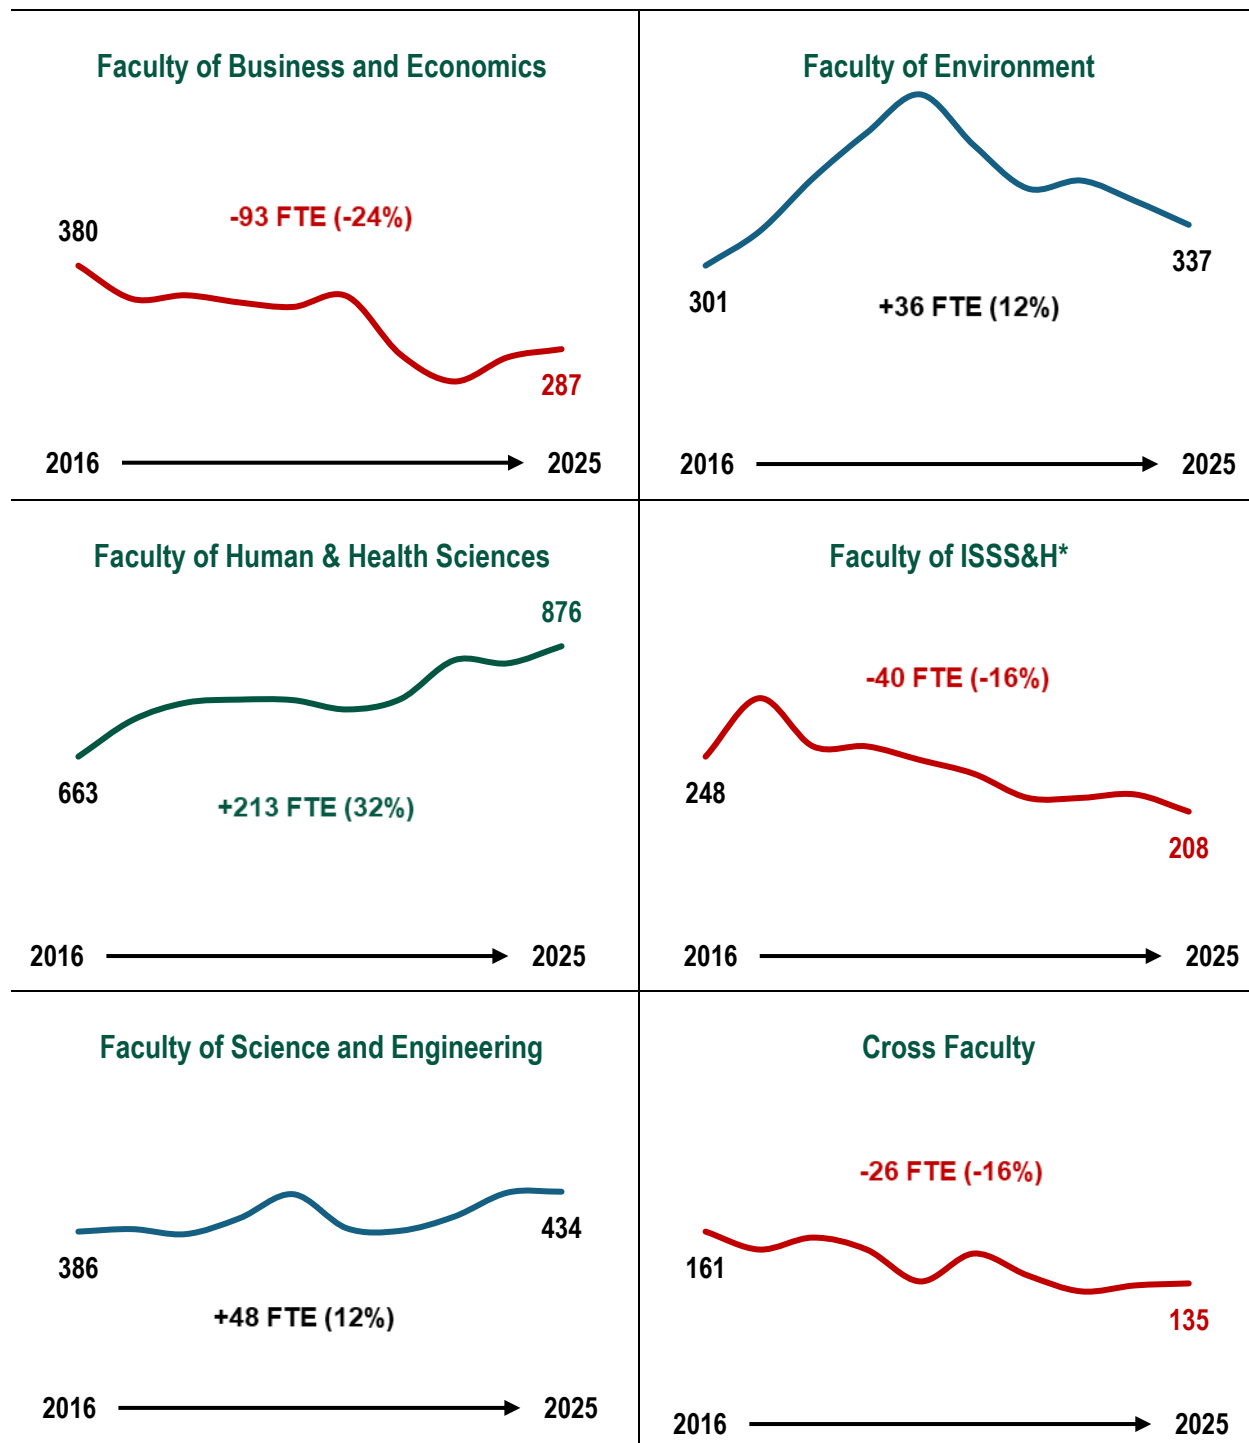 Faculty of Business and Economics
-93 FTE (-24%)
380
287
2016
2025
Faculty of Environment
301
337
+36 FTE (12%)
2016
2025
Faculty of Human & Health Sciences
876
663
+213 FTE (32%)
2016
2025
Faculty of ISSS&H*
-40 FTE (-16%)
248
208
2016
2025
Faculty of Science and Engineering
434
386
+48 FTE (12%)
2016
2025
Cross Faculty
-26 FTE (-16%)
161
135
2016
2025